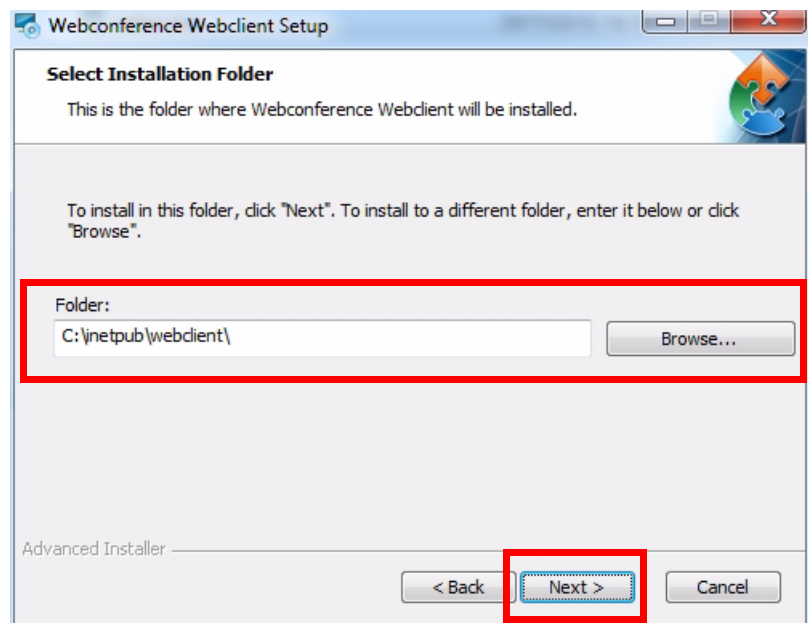 Webconference Webclient Setup
Select Installation Folder
This is the folder where Webconference Webclient will be installed.
To install in this folder, click "Next". To install to a different folder, enter it below or click
"Browse".
Folder:
C:\inetpub\webclient\
Browse...
Advanced Installer
< Back
Next >
Cancel